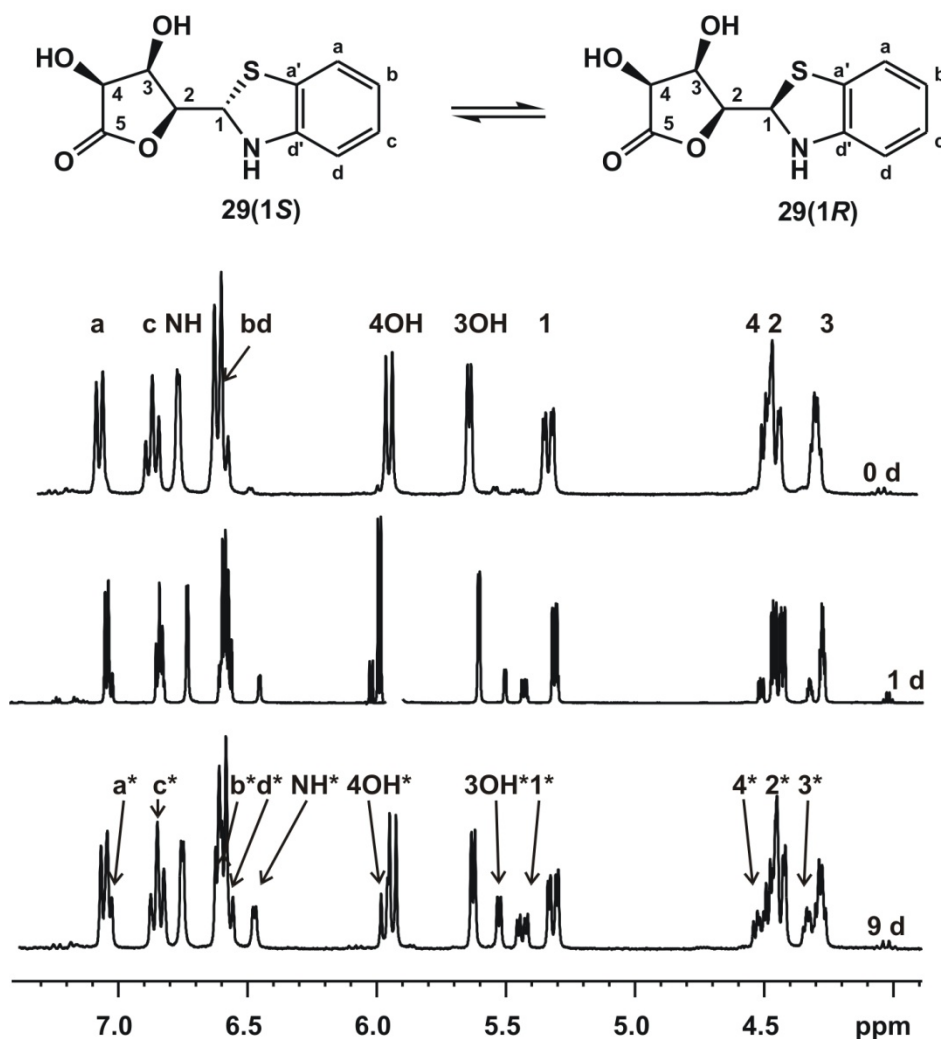 OH OH
HO S a a' b
4 3 2 1
5 O N H d' c d
O
29(1S)
OH OH
HO S a a' b
4 3 2 1
5 O N H d' c d
O
29(1R)
a c NH bd 4OH 3OH 1 4 2 3
0 d
1 d
a* c* b*d* NH* 4OH* 3OH* 1* 4* 2* 3*
9 d
7.0 6.5 6.0 5.5 5.0 4.5 ppm